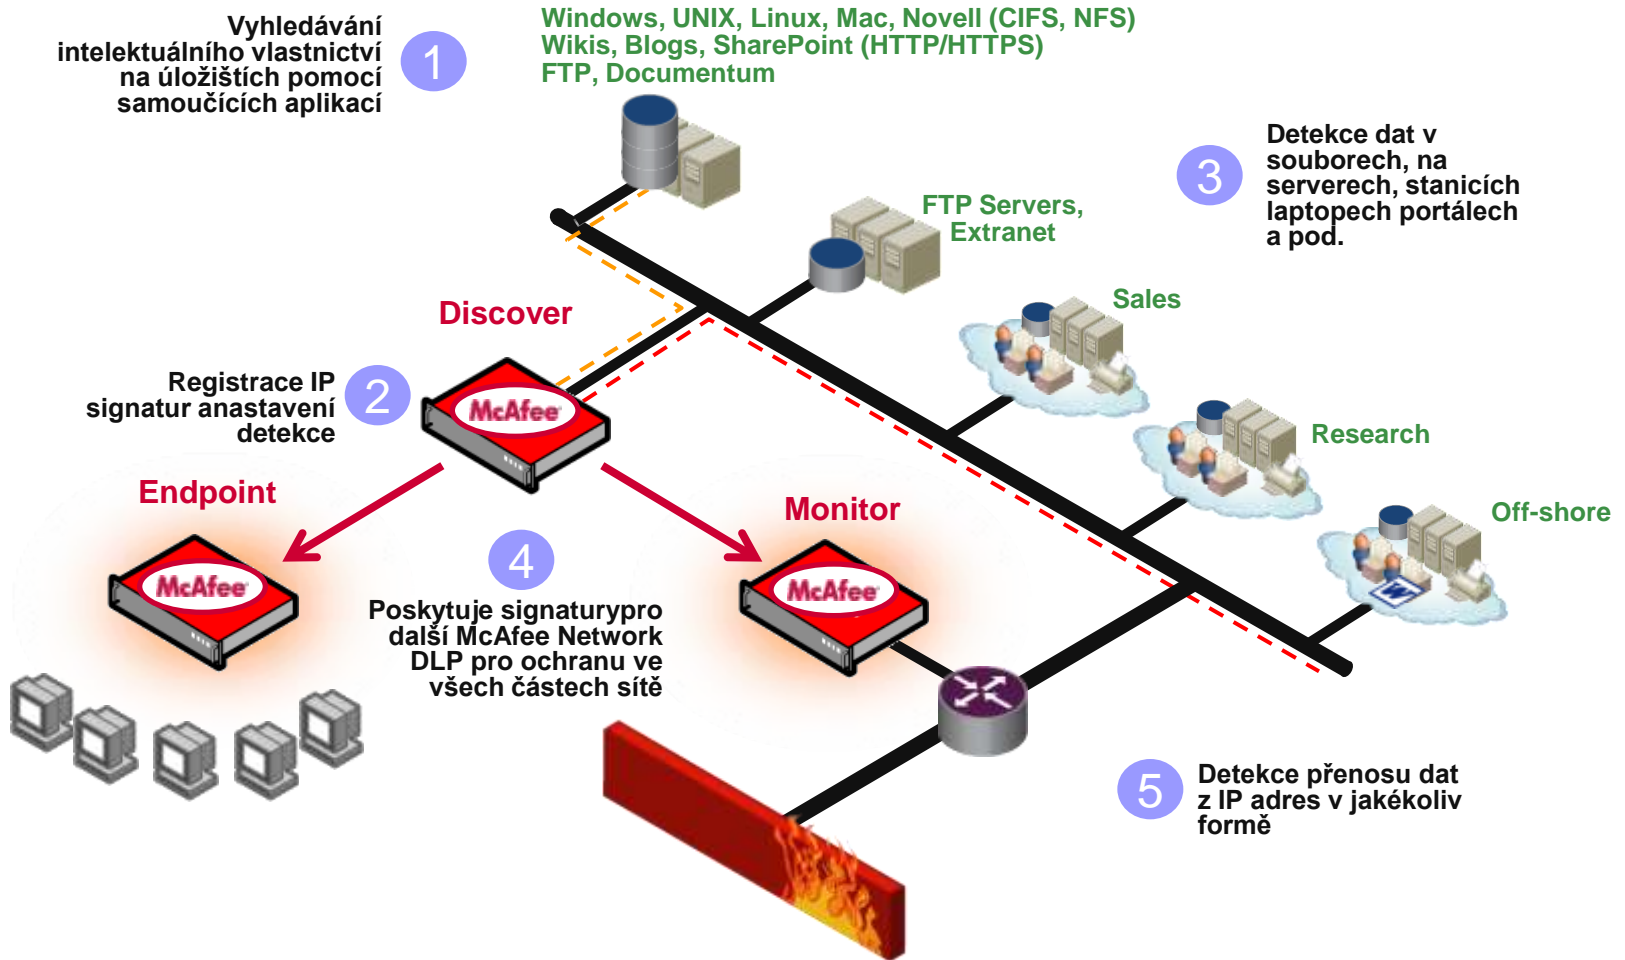 Vyhledávání
intelektuálního vlastnictví
na úložištích pomocí
samoučících aplikací
1
Windows, UNIX, Linux, Mac, Novell (CIFS, NFS)
Wikis, Blogs, SharePoint (HTTP/HTTPS)
FTP, Documentum
3
Detekce dat v
souborech, na
serverech, stanicích
laptopech portálech
a pod.
FTP Servers,
Extranet
Sales
Discover
Registrace IP
signatur anastavení
detekce
2
McAfee
Research
Endpoint
Monitor
Off-shore
W
McAfee
McAfee
4
Poskytuje signaturypro
další McAfee Network
DLP pro ochranu ve
všech částech sítě
5
Detekce přenosu dat
z IP adres v jakékoliv
formě